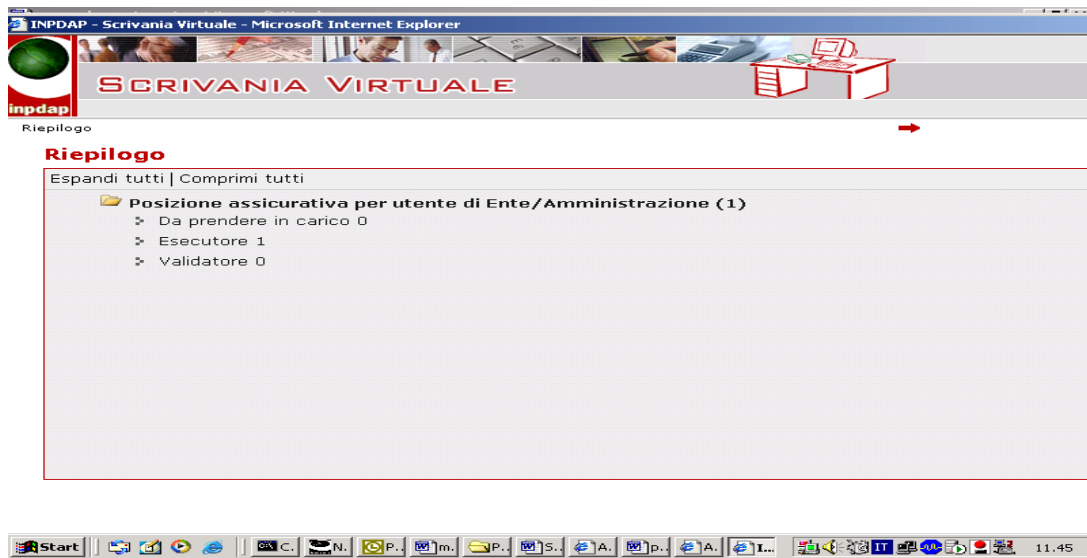 INPDAP - Scrivania Virtuale - Microsoft Internet Explorer
SCRIVANIA VIRTUALE
inpdap
Riepilogo
Riepilogo
Espandi tutti | Comprimi tutti
Posizione assicurativa per utente di Ente/Amministrazione (1)
Da prendere in carico 0
Esecutore 1
Validatore 0
Start C. N. P.. m. P.. S.. A. p.. A. I... IT 11.45